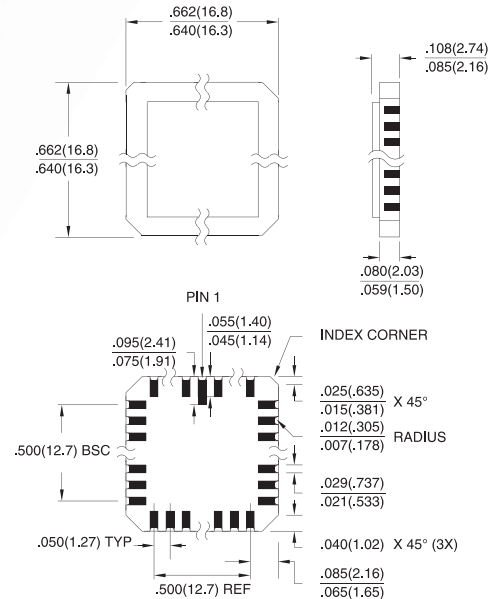 .662(16.8)
.640(16.3)
.108(2.74)
.085(2.16)
.662(16.8)
.640(16.3)
.080(2.03)
.059(1.50)
PIN 1
.055(1.40)
.045(1.14)
.095(2.41)
.075(1.91)
INDEX CORNER
.025(.635)
.015(.381) X 45°
.012(.305)
.007(.178) RADIUS
.500(12.7) BSC
.029(.737)
.021(.533)
.050(1.27) TYP
.040(1.02) X 45° (3X)
.500(12.7) REF
.085(2.16)
.065(1.65)